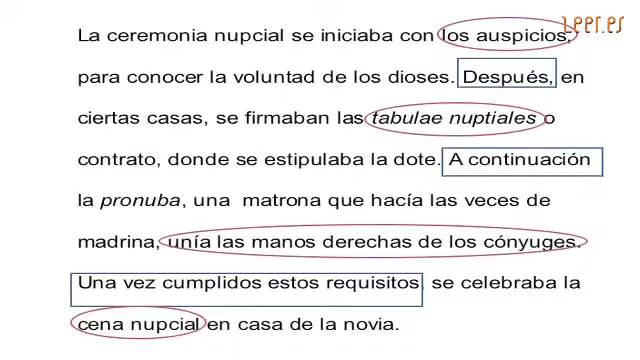 Leer.es
La ceremonia nupcial se iniciaba con los auspicios,
para conocer la voluntad de los dioses. Después, en
ciertas casas, se firmaban las tabulae nuptiales o
contrato, donde se estipulaba la dote. A continuación
la pronuba, una matrona que hacía las veces de
madrina, unía las manos derechas de los cónyuges.
Una vez cumplidos estos requisitos, se celebraba la
cena nupcial en casa de la novia.